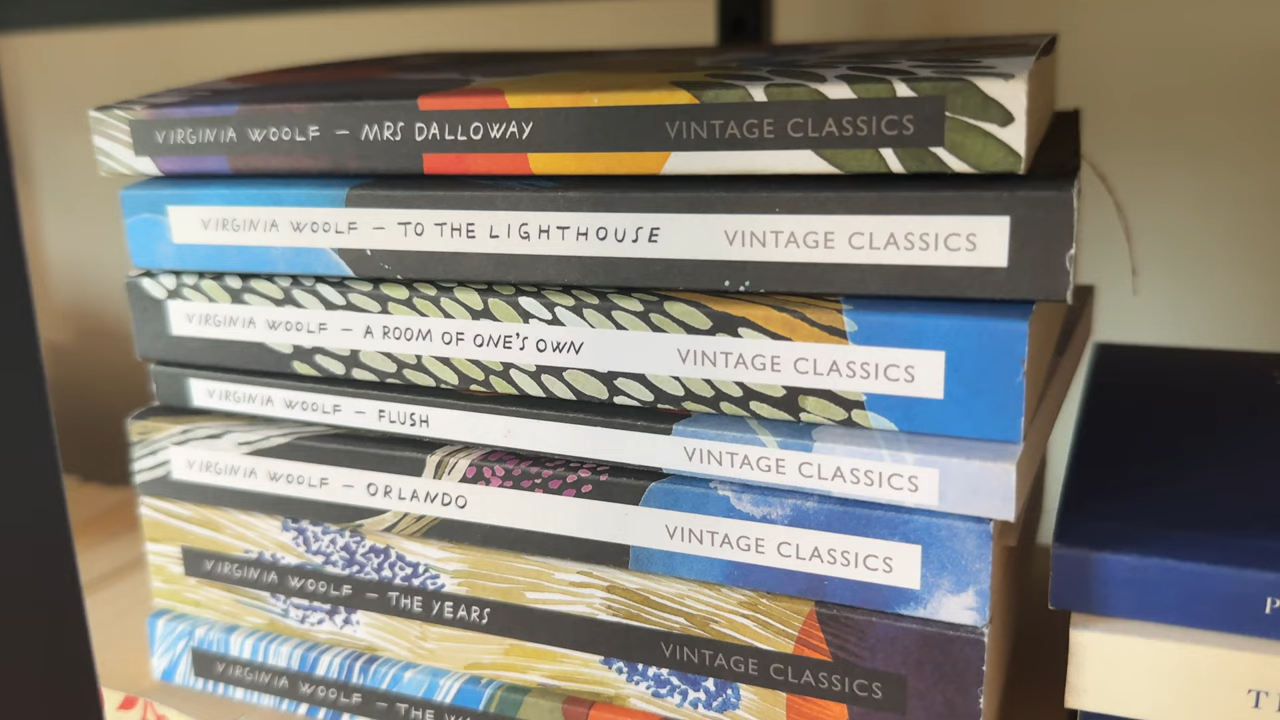 VIRGINIA WOOLF – MRS DALLOWAY VINTAGE CLASSICS
VIRGINIA WOOLF – TO THE LIGHTHOUSE VINTAGE CLASSICS
VIRGINIA WOOLF – A ROOM OF ONE'S OWN VINTAGE CLASSICS
VIRGINIA WOOLF – FLUSH VINTAGE CLASSICS
VIRGINIA WOOLF – ORLANDO VINTAGE CLASSICS
VIRGINIA WOOLF – THE YEARS VINTAGE CLASSICS
VIRGINIA WOOLF – THE